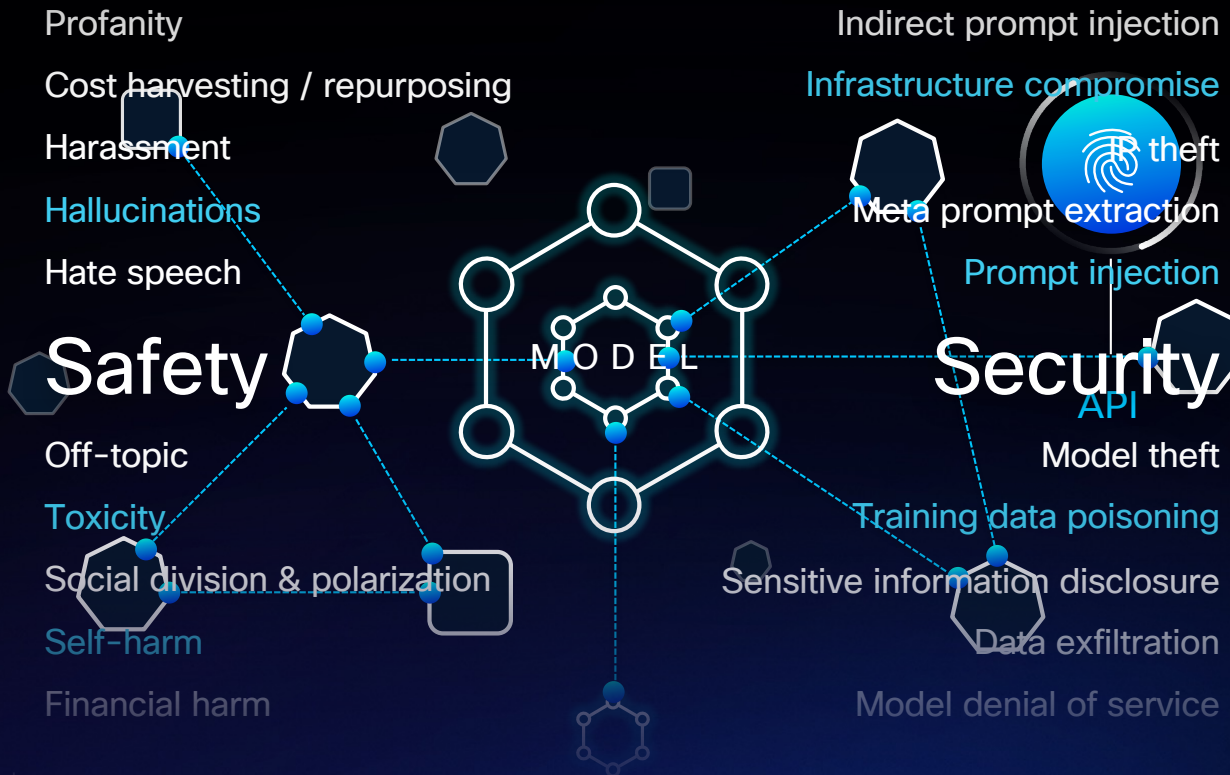 Profanity
Cost harvesting / repurposing
Harassment
Hallucinations
Hate speech
Safety
Off-topic
Toxicity
Social division & polarization
Self-harm
Financial harm
MODEL
Indirect prompt injection
Infrastructure compromise
IP theft
Meta prompt extraction
Prompt injection
Security
API
Model theft
Training data poisoning
Sensitive information disclosure
Data exfiltration
Model denial of service